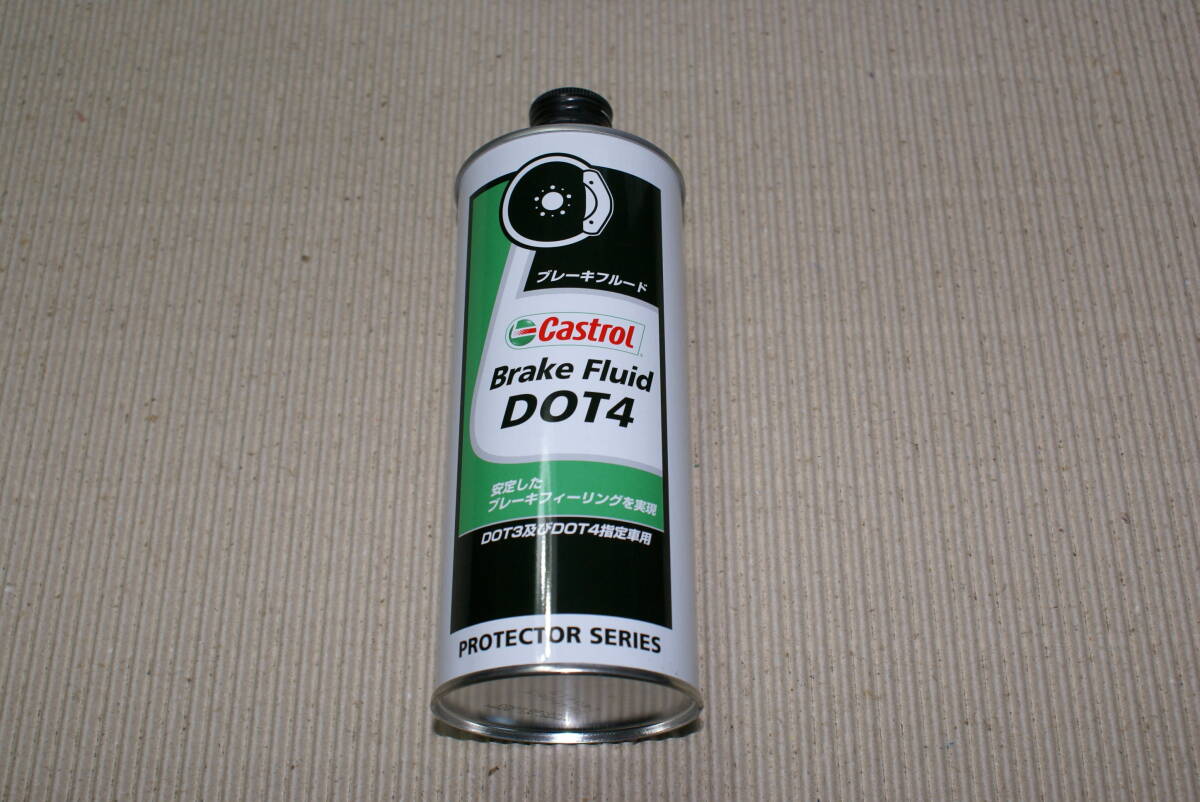 ブレーキフルード
Castrol
Brake Fluid
DOT4
安定した
ブレーキフィーリングを実現
DOT3及びDOT4指定車用
PROTECTOR SERIES